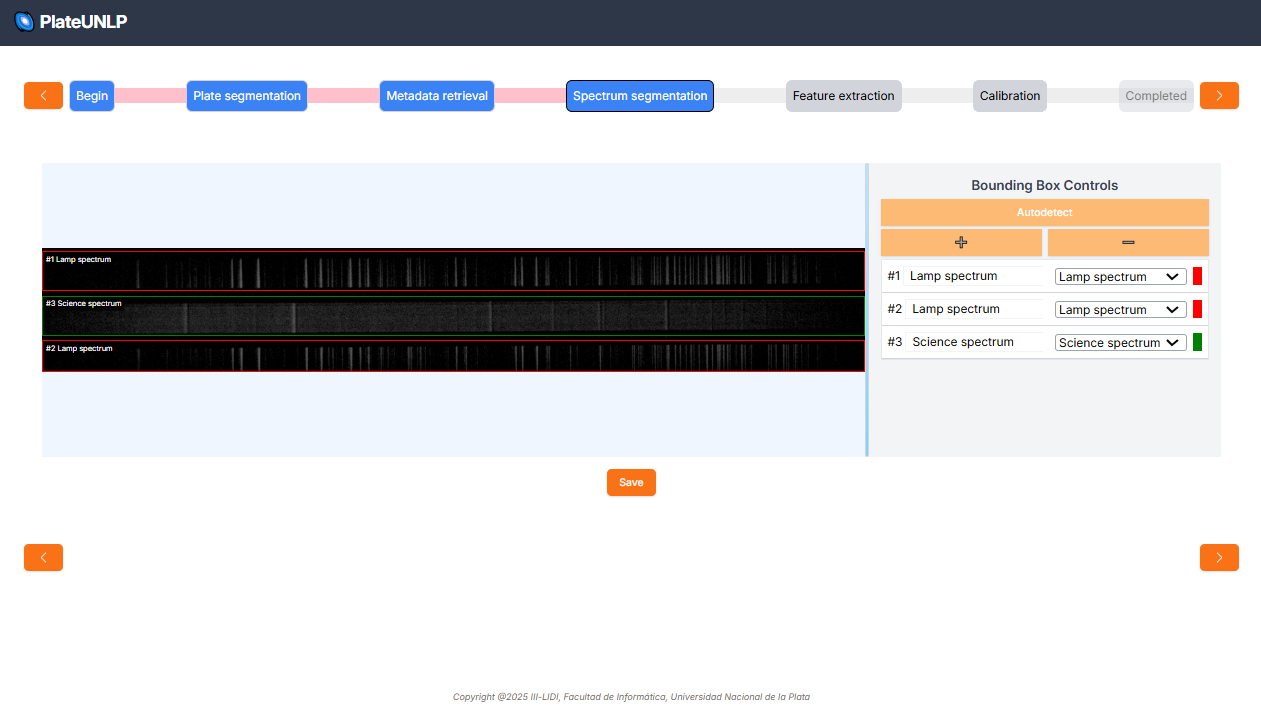 PlateUNLP
Begin
Plate segmentation
Metadata retrieval
Spectrum segmentation
Feature extraction
Calibration
Completed
#1 Lamp spectrum
#3 Science spectrum
#2 Lamp spectrum
Bounding Box Controls
Autodetect
#1 Lamp spectrum Lamp spectrum
#2 Lamp spectrum Lamp spectrum
#3 Science spectrum Science spectrum
Save
Copyright @2025 III-LIDI, Facultad de Informática, Universidad Nacional de la Plata